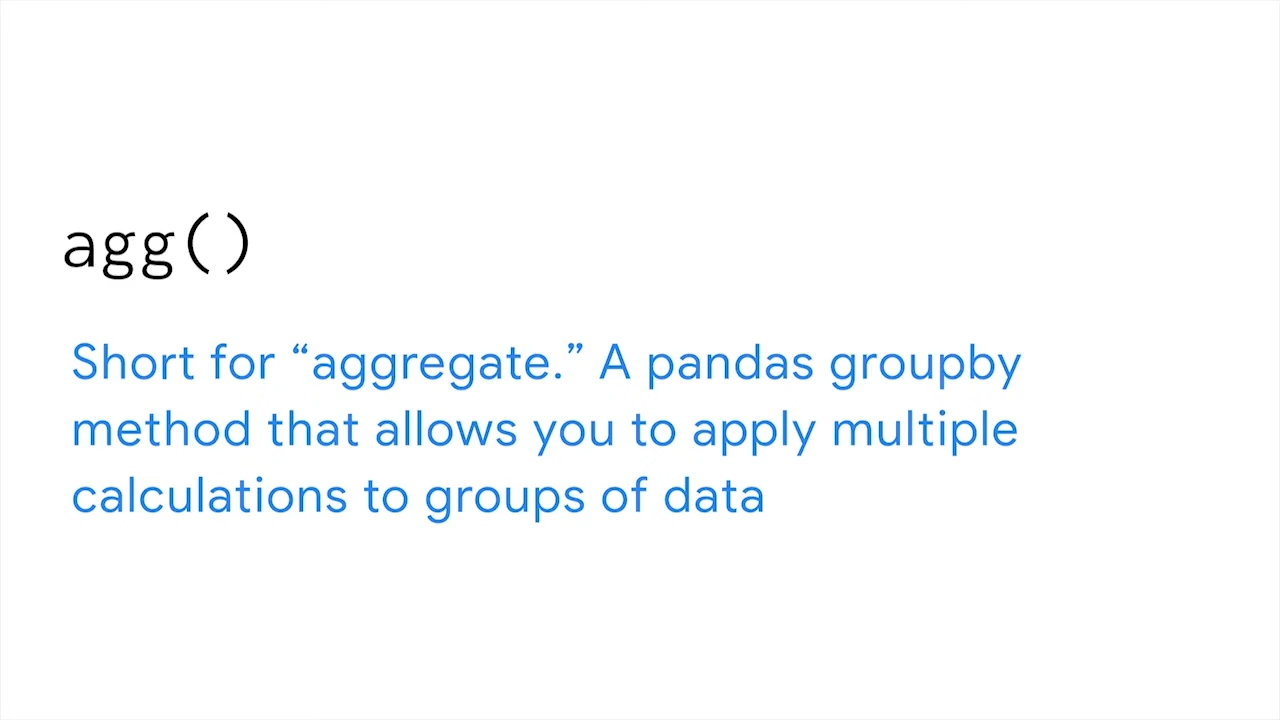 agg()
Short for “aggregate.” A pandas groupby
method that allows you to apply multiple
calculations to groups of data